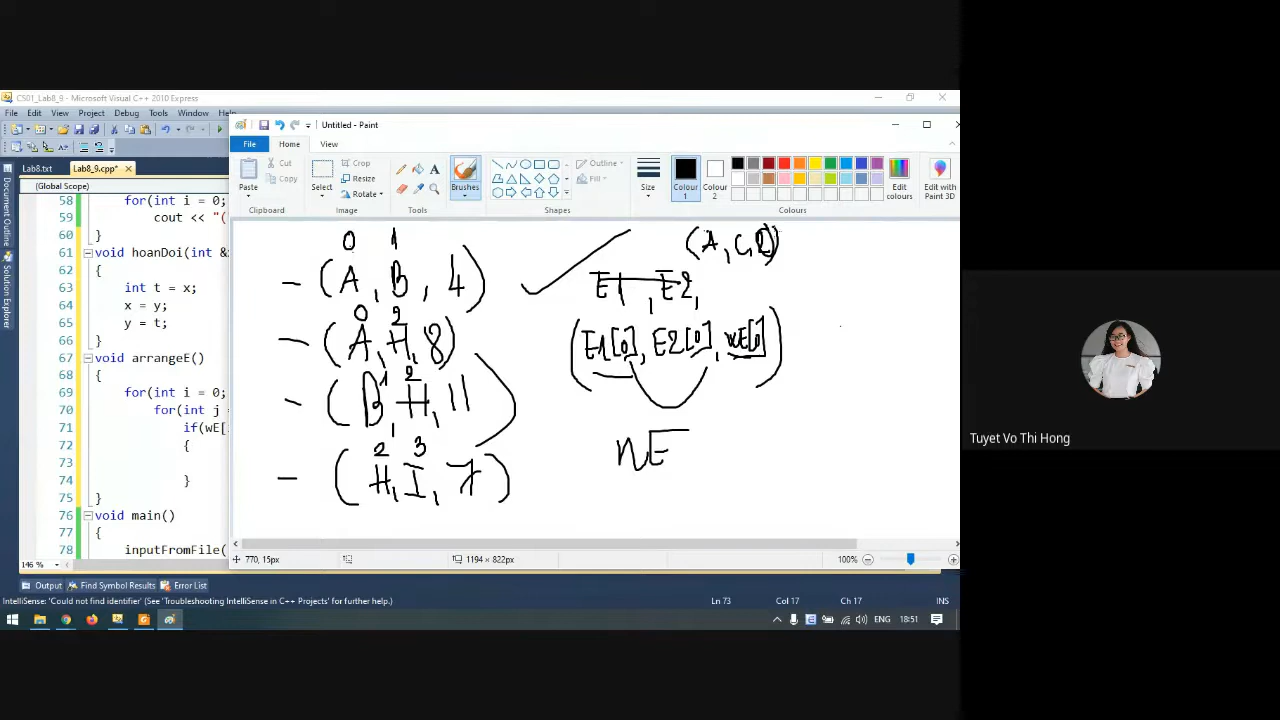 CS01_Lab8_9 - Microsoft Visual C++ 2010 Express
File Edit View Project Debug Tools Window Help
Lab8.txt Lab8_9.cpp*
(Global Scope)
Document Outline
Properties
58 for(int i = 0;
59 cout << "(
60 }
61 void hoanDoi(int &
62 {
63 int t = x;
64 x = y;
65 y = t;
66 }
67 void arrangeE()
68 {
69 for(int i = 0;
70 for(int j =
71 if(wE[
72 {
73
74 }
75 }
76 void main()
77 {
78 inputFromFile(
146 %
Output Find Symbol Results Error List
IntelliSense: 'Could not find identifier' (See 'Troubleshooting IntelliSense in C++ Projects' for further help.)
Ln 73 Col 17 Ch 17 INS
Untitled - Paint
File Home View
Paste Cut Copy
Clipboard
Select Crop Resize Rotate
Image
Tools
Brushes
Shapes
Outline Fill
Size
Colour 1
Colour 2
Colours
Edit colours
Edit with Paint 3D
0 1
- (A, B, 4)
0 2
- (A, H, 8)
1 2
- (B, H, 11)
2 3
- (H, I, 7)
E1, E2,
(E1[0], E2[0], wE[0])
nE
770, 15px
1194 × 822px
100%
ENG 18:51
Tuyet Vo Thi Hong